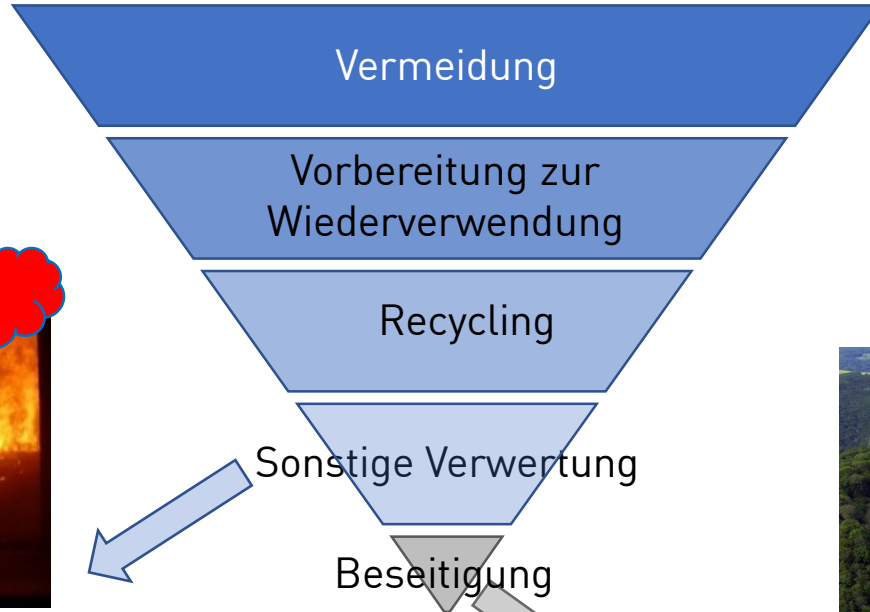 Vermeidung
Vorbereitung zur
Wiederverwendung
Recycling
Sonstige Verwertung
Beseitigung